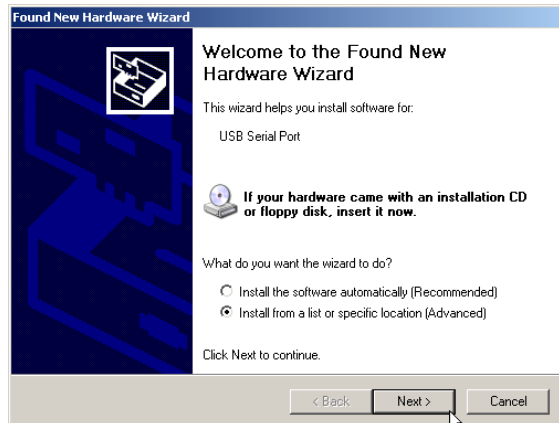 Found New Hardware Wizard
Welcome to the Found New
Hardware Wizard
This wizard helps you install software for:
USB Serial Port
If your hardware came with an installation CD
or floppy disk, insert it now.
What do you want the wizard to do?
Install the software automatically (Recommended)
Install from a list or specific location (Advanced)
Click Next to continue.
< Back
Next >
Cancel